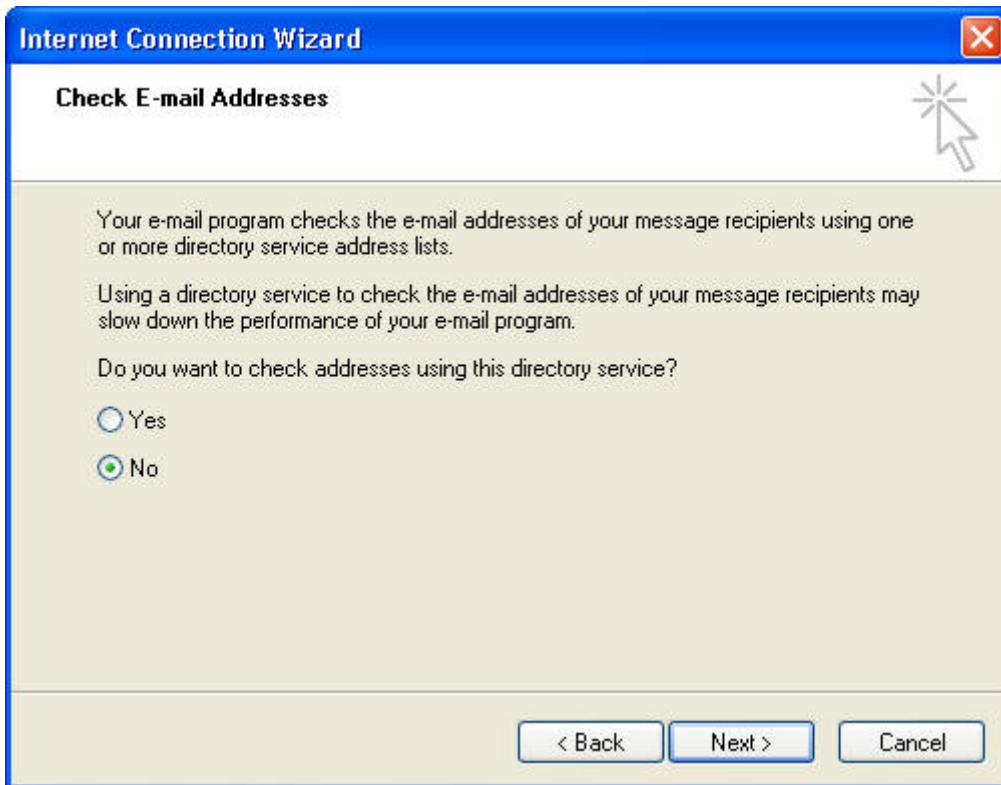 Internet Connection Wizard
Check E-mail Addresses
Your e-mail program checks the e-mail addresses of your message recipients using one
or more directory service address lists.
Using a directory service to check the e-mail addresses of your message recipients may
slow down the performance of your e-mail program.
Do you want to check addresses using this directory service?
Yes
No
< Back Next > Cancel